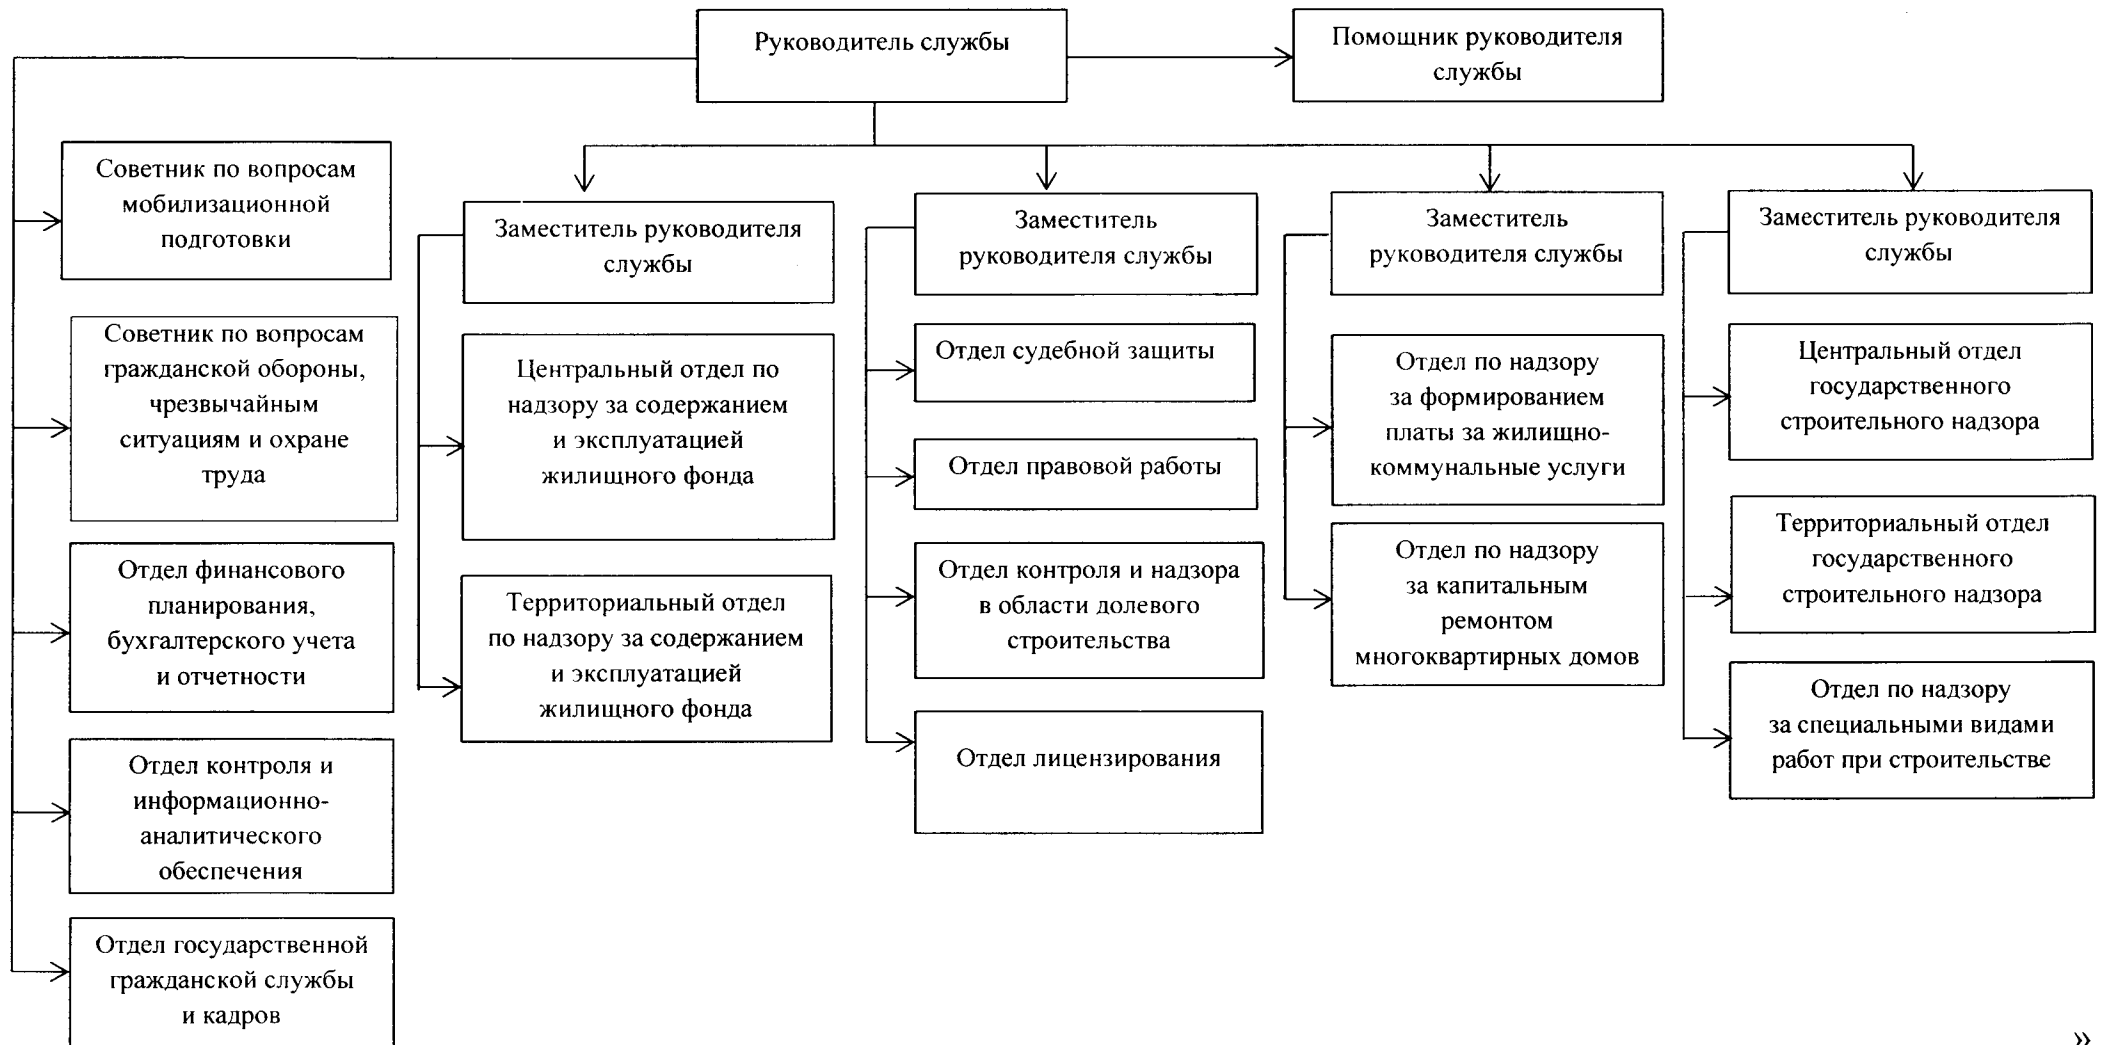 Руководитель службы
Помощник руководителя
службы
Советник по вопросам
мобилизационной
подготовки
Советник по вопросам
гражданской обороны,
чрезвычайным
ситуациям и охране
труда
Отдел финансового
планирования,
бухгалтерского учета
и отчетности
Отдел контроля и
информационно-
аналитического
обеспечения
Отдел государственной
гражданской службы
и кадров
Заместитель руководителя
службы
Центральный отдел по
надзору за содержанием
и эксплуатацией
жилищного фонда
Территориальный отдел
по надзору за содержанием
и эксплуатацией
жилищного фонда
Заместитель
руководителя службы
Отдел судебной защиты
Отдел правовой работы
Отдел контроля и надзора
в области долевого
строительства
Отдел лицензирования
Заместитель
руководителя службы
Отдел по надзору
за формированием
платы за жилищно-
коммунальные услуги
Отдел по надзору
за капитальным
ремонтом
многоквартирных домов
Заместитель руководителя
службы
Центральный отдел
государственного
строительного надзора
Территориальный отдел
государственного
строительного надзора
Отдел по надзору
за специальными видами
работ при строительстве
»